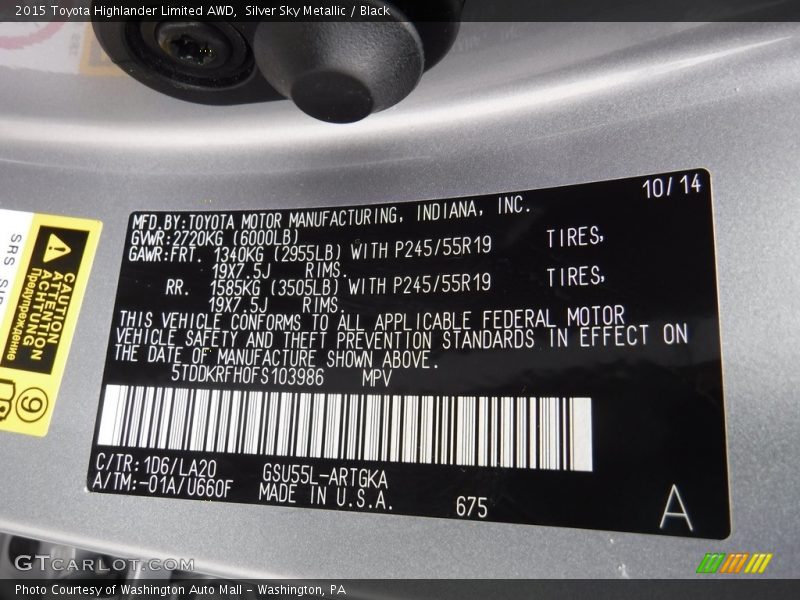 2015 Toyota Highlander Limited AWD, Silver Sky Metallic / Black
10/14
MFD.BY:TOYOTA MOTOR MANUFACTURING, INDIANA, INC.
GVWR:2720KG (6000LB)
GAWR:FRT. 1340KG (2955LB) WITH P245/55R19 TIRES,
19X7.5J RIMS.
RR. 1585KG (3505LB) WITH P245/55R19 TIRES,
19X7.5J RIMS.
THIS VEHICLE CONFORMS TO ALL APPLICABLE FEDERAL MOTOR
VEHICLE SAFETY AND THEFT PREVENTION STANDARDS IN EFFECT ON
THE DATE OF MANUFACTURE SHOWN ABOVE.
5TDDKRFH0FS103986 MPV
C/TR:1D6/LA20 GSU55L-ARTGKA
A/TM:-01A/U660F MADE IN U.S.A. 675
A
SRS
CAUTION
ATTENTION
ACHTUNG
Предупреждение
9
GTCARLOT.COM
Photo Courtesy of Washington Auto Mall - Washington, PA